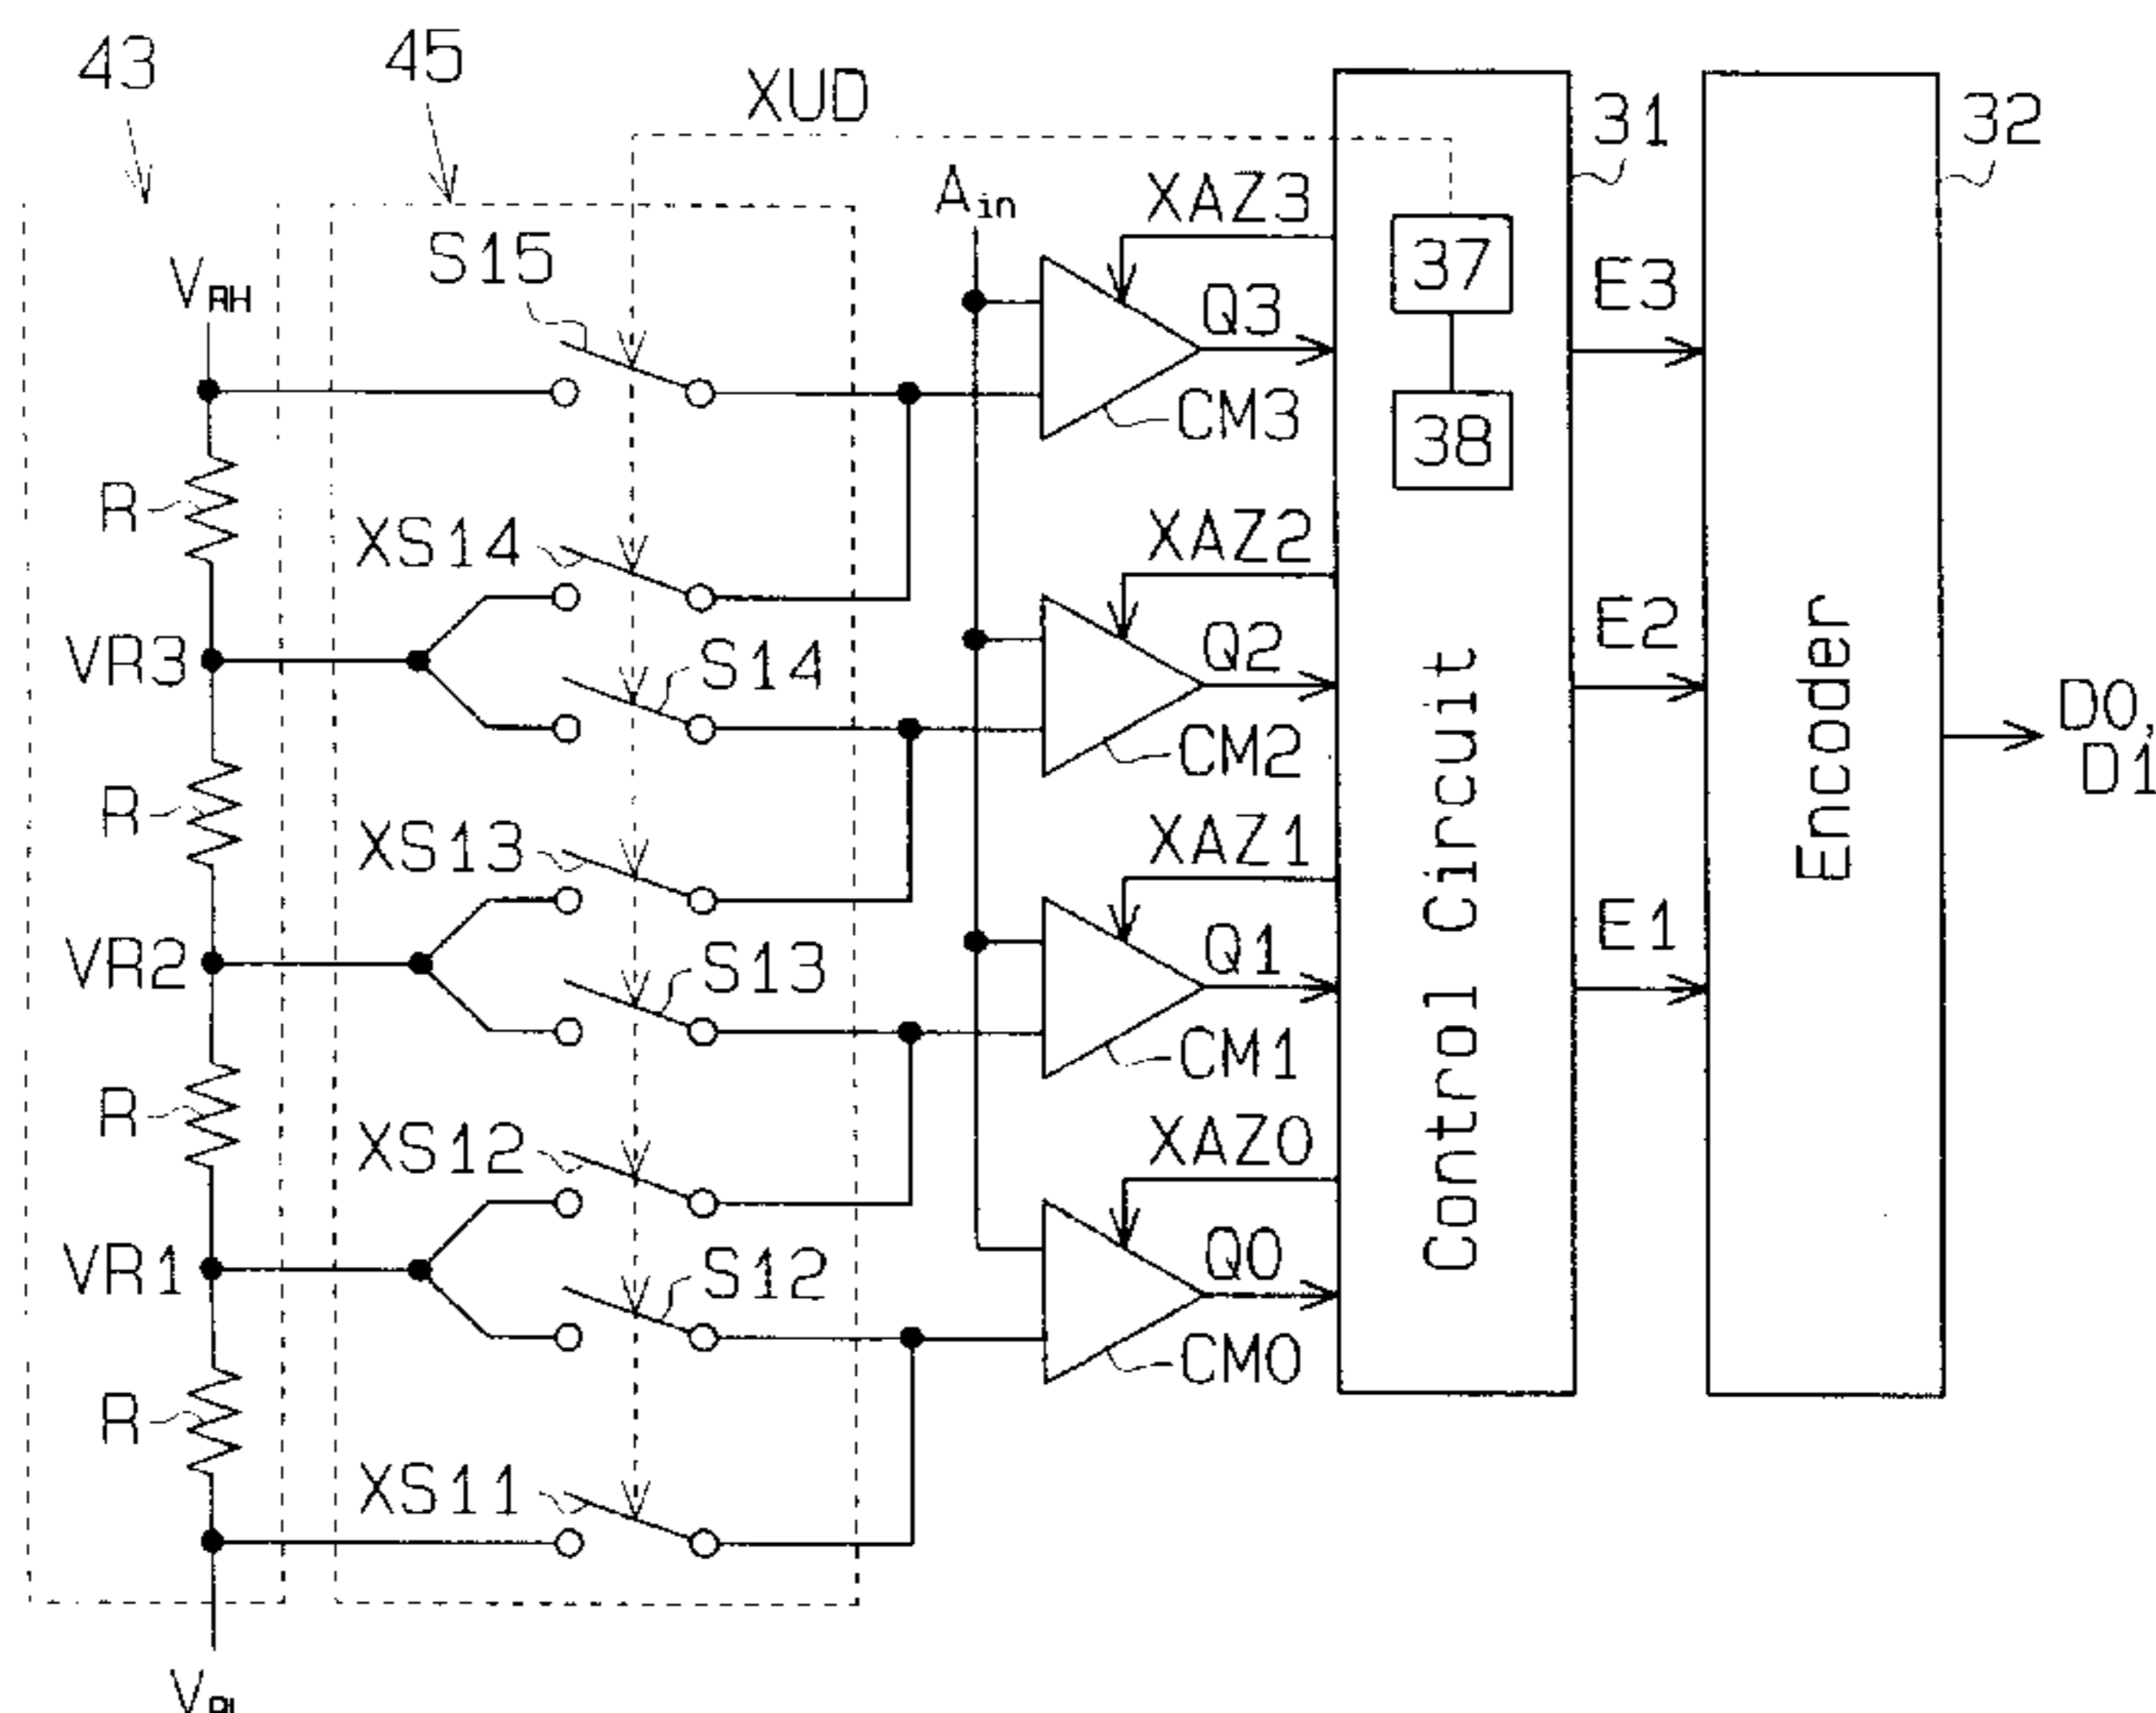 43
45
XUD
31
32
Ain
XAZ3
S15
37
E3
VRH
Q3
CM3
38
R
XS14
XAZ2
VR3
S14
Q2
E2
CM2
D0,
D1
R
XS13
XAZ1
VR2
S13
Q1
E1
CM1
Control Circuit
Encoder
R
XS12
XAZ0
VR1
S12
Q0
CM0
R
XS11